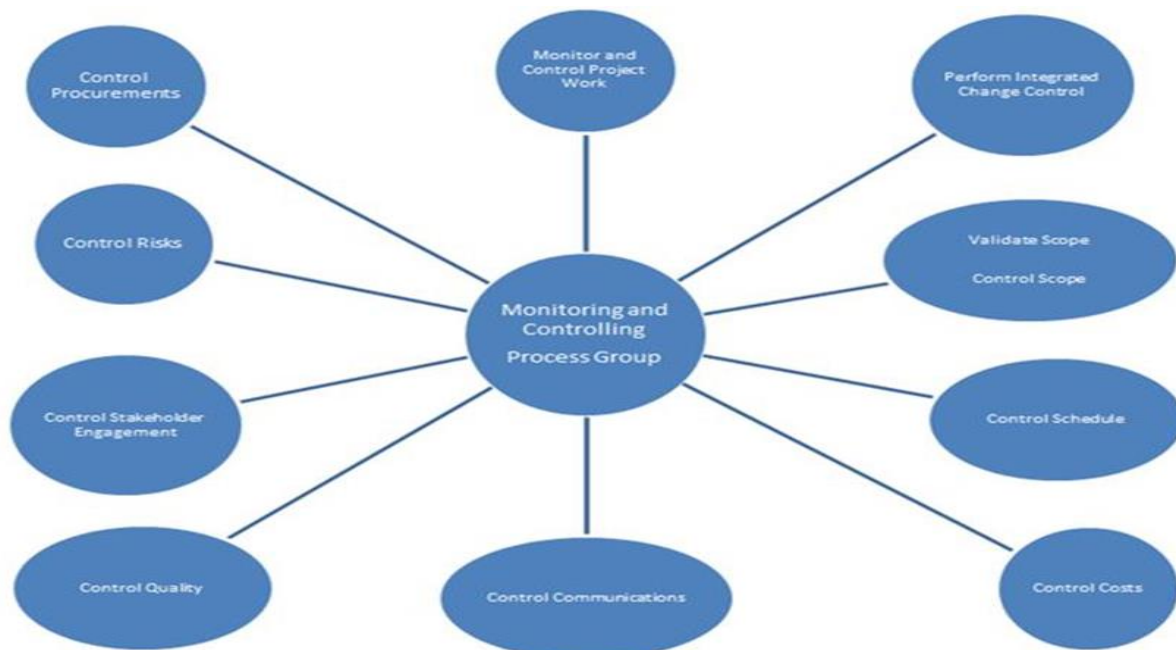 Control
Procurements
Monitor and
Control Project
Work
Perform Integrated
Change Control
Control Risks
Validate Scope
Control Scope
Monitoring and
Controlling
Process Group
Control Stakeholder
Engagement
Control Schedule
Control Quality
Control Communications
Control Costs